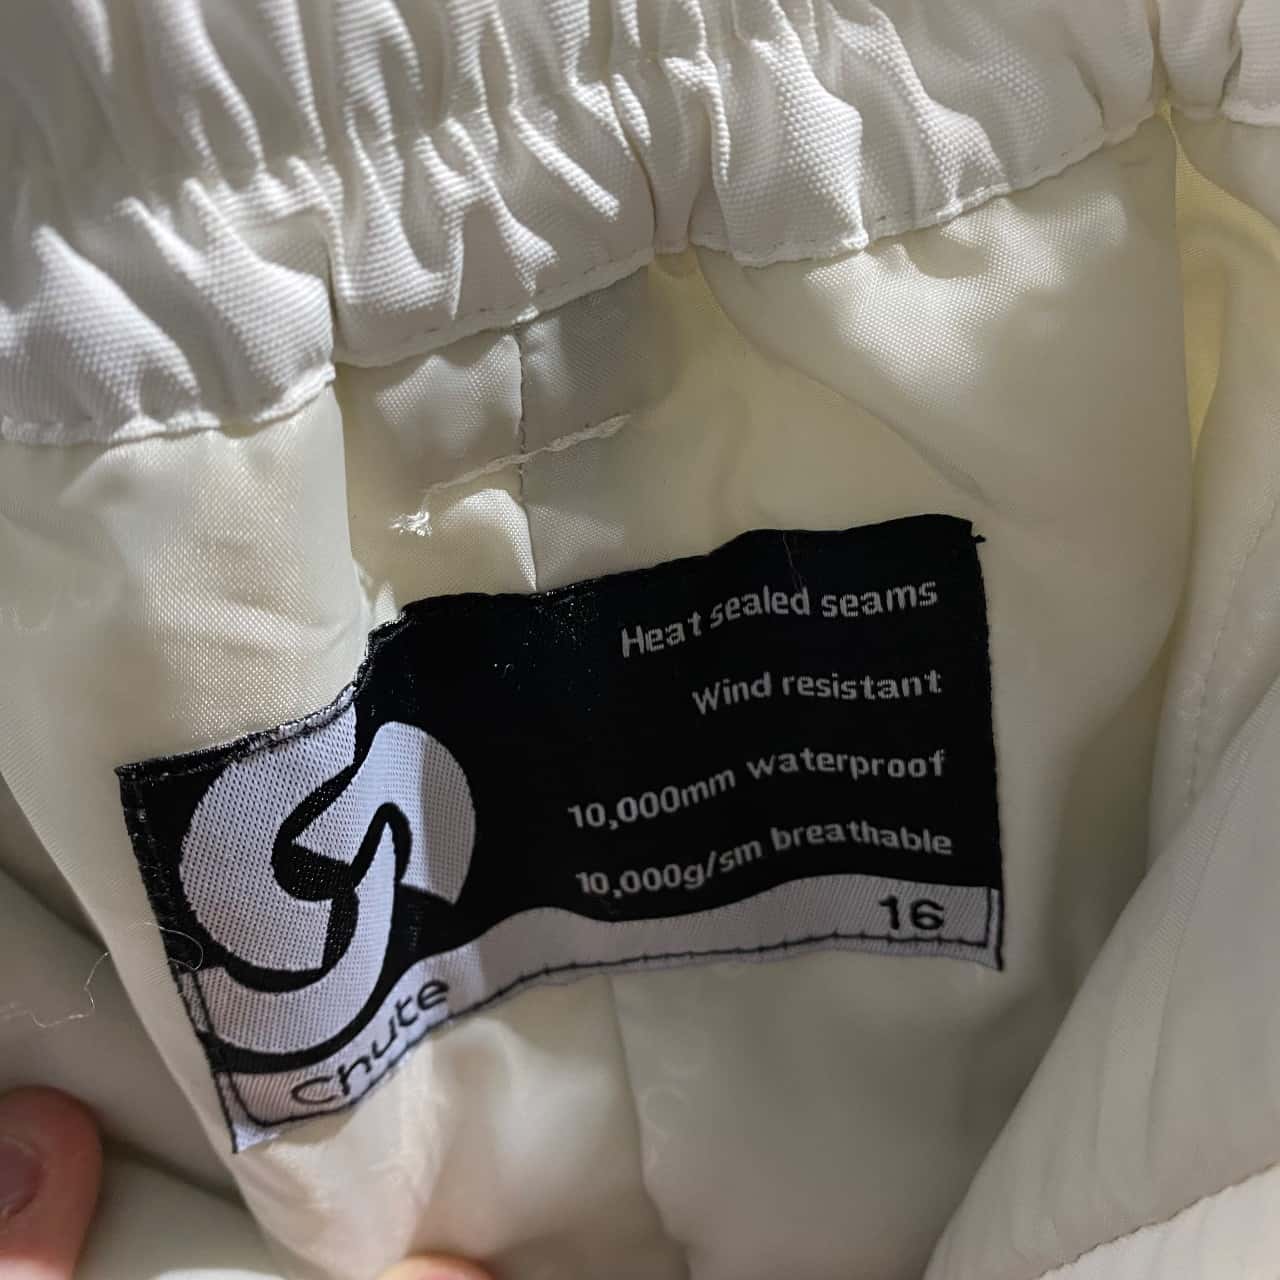 Heat sealed seams
Wind resistant
10,000mm waterproof
10,000g/sm breathable
16
Chute